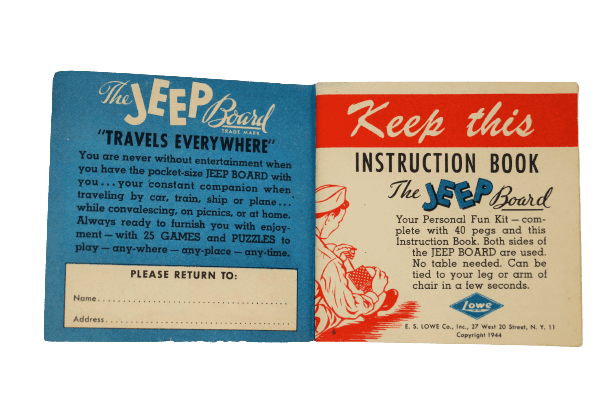 The JEEP Board
TRADE MARK
"TRAVELS EVERYWHERE"
You are never without entertainment when
you have the pocket-size JEEP BOARD with
you...your constant companion when
traveling by car, train, ship or plane...
while convalescing, on picnics, or at home.
Always ready to furnish you with enjoy-
ment — with 25 GAMES and PUZZLES to
play — any-where — any-place — any-time.
PLEASE RETURN TO:
Name
Address
Keep this
INSTRUCTION BOOK
The JEEP Board
Your Personal Fun Kit — com-
plete with 40 pegs and this
Instruction Book. Both sides of
the JEEP BOARD are used.
No table needed. Can be
tied to your leg or arm of
chair in a few seconds.
Lowe
E. S. LOWE Co., Inc., 27 West 20 Street, N. Y. 11
Copyright 1944